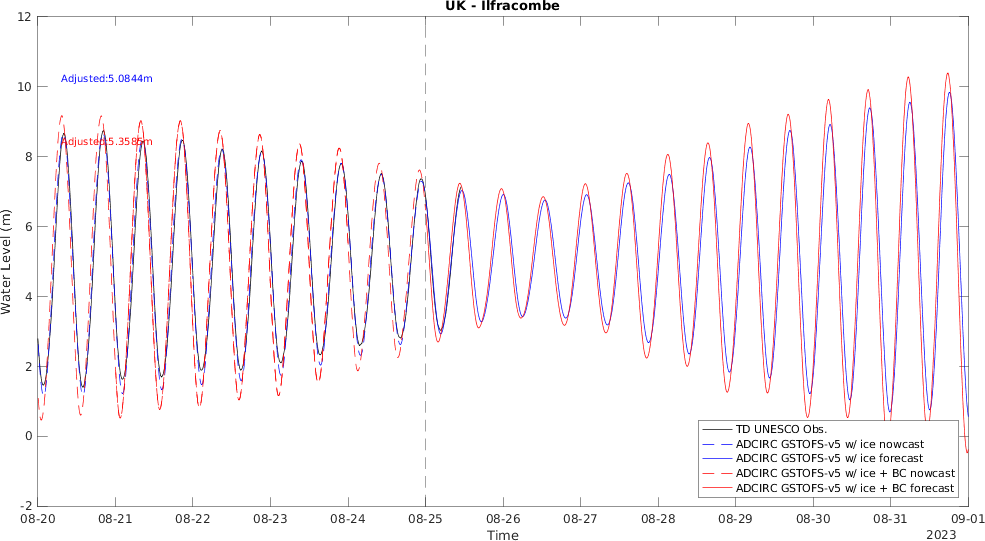 UK - Ilfracombe
12
10
8
6
4
2
0
-2
Water Level (m)
Adjusted:5.0844m
Adjusted:5.3585m
TD UNESCO Obs.
ADCIRC GSTOFS-v5 w/ ice nowcast
ADCIRC GSTOFS-v5 w/ ice forecast
ADCIRC GSTOFS-v5 w/ ice + BC nowcast
ADCIRC GSTOFS-v5 w/ ice + BC forecast
08-20 08-21 08-22 08-23 08-24 08-25 08-26 08-27 08-28 08-29 08-30 08-31 09-01
Time
2023